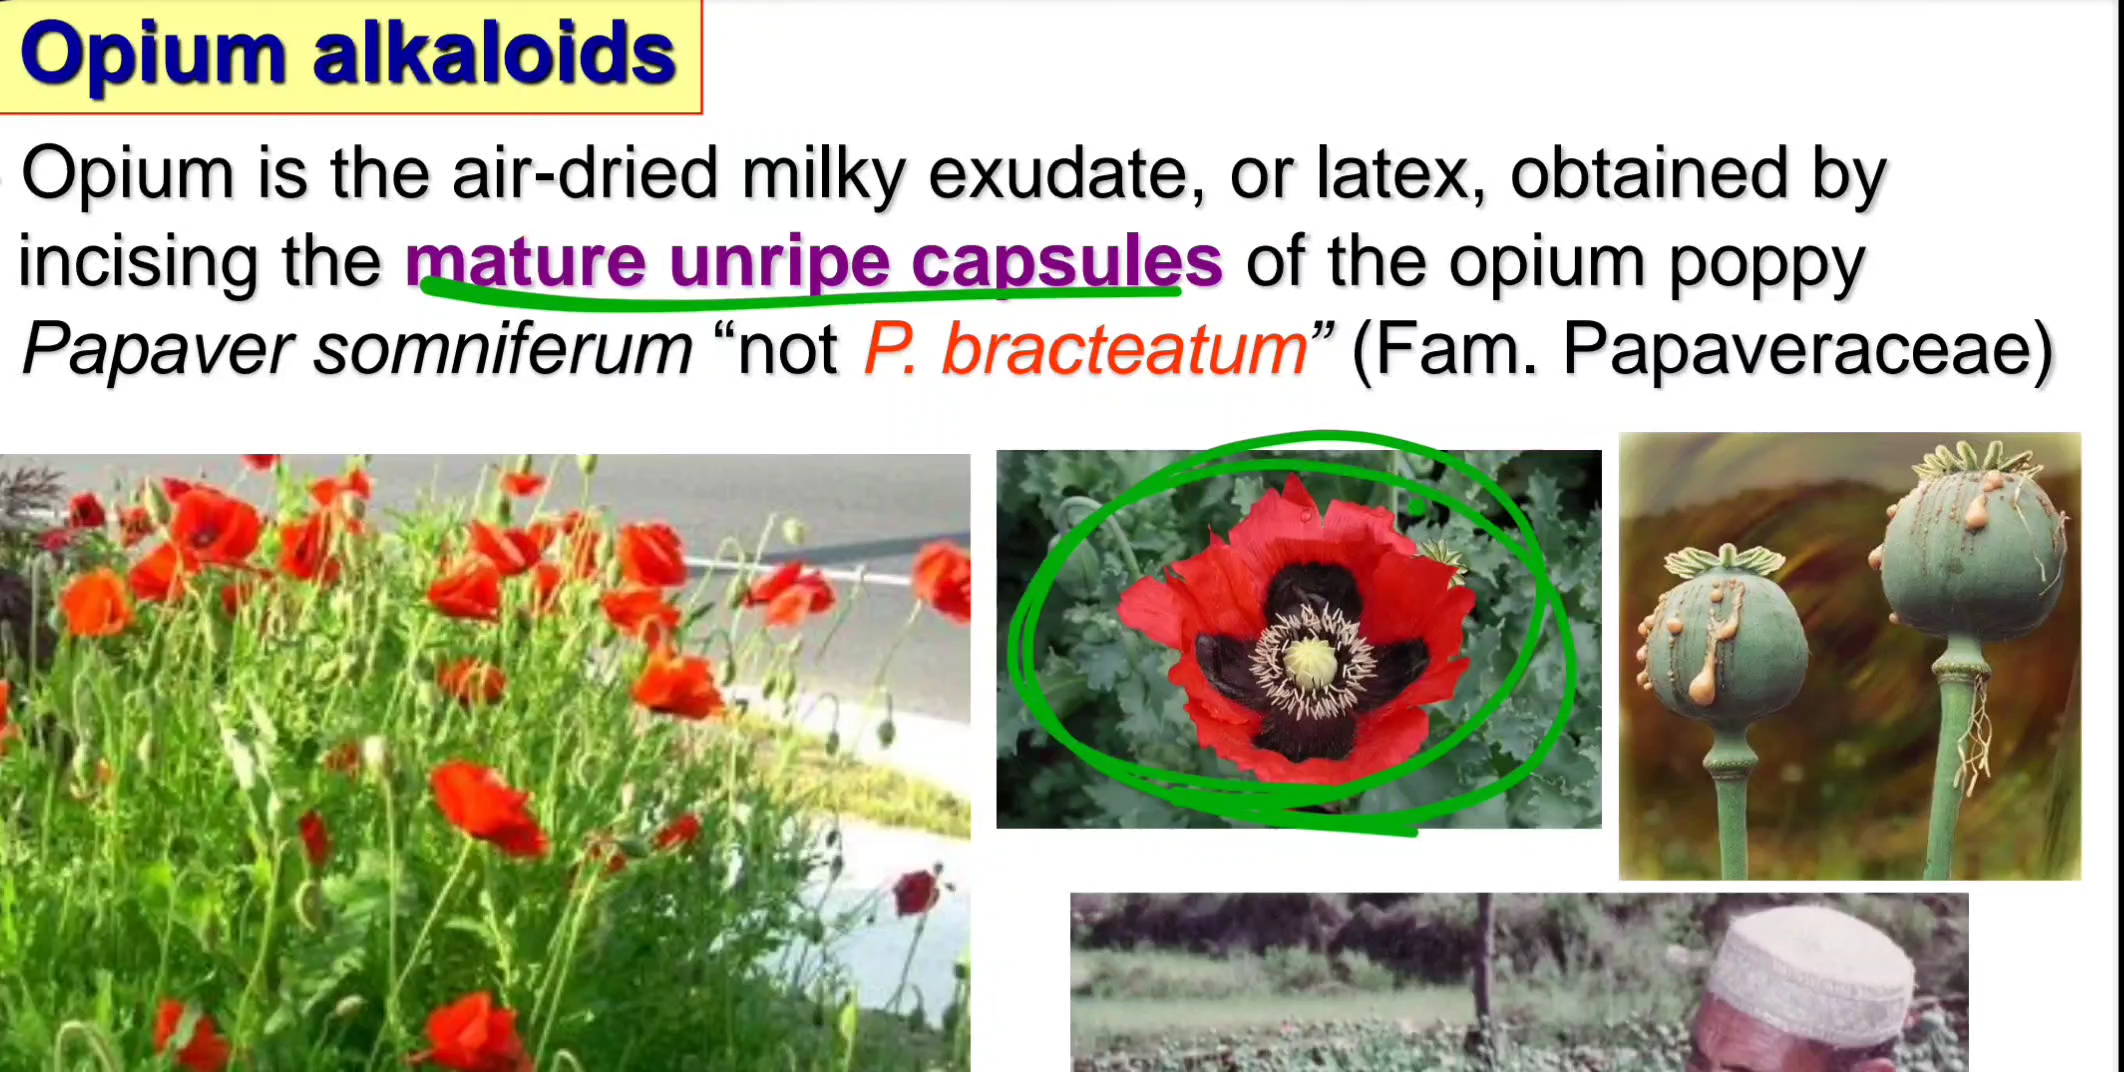 Opium alkaloids
Opium is the air-dried milky exudate, or latex, obtained by
incising the mature unripe capsules of the opium poppy
Papaver somniferum “not P. bracteatum” (Fam. Papaveraceae)